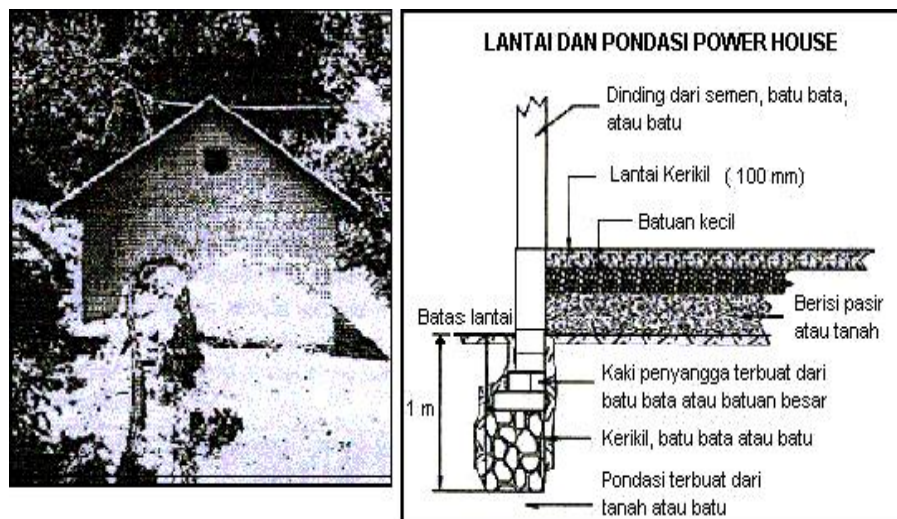 LANTAI DAN PONDASI POWER HOUSE
Dinding dari semen, batu bata,
atau batu
Lantai Kerikil ( 100 mm)
Batuan kecil
Batas lantai
Berisi pasir
atau tanah
1 m
Kaki penyangga terbuat dari
batu bata atau batuan besar
Kerikil, batu bata atau batu
Pondasi terbuat dari
tanah atau batu